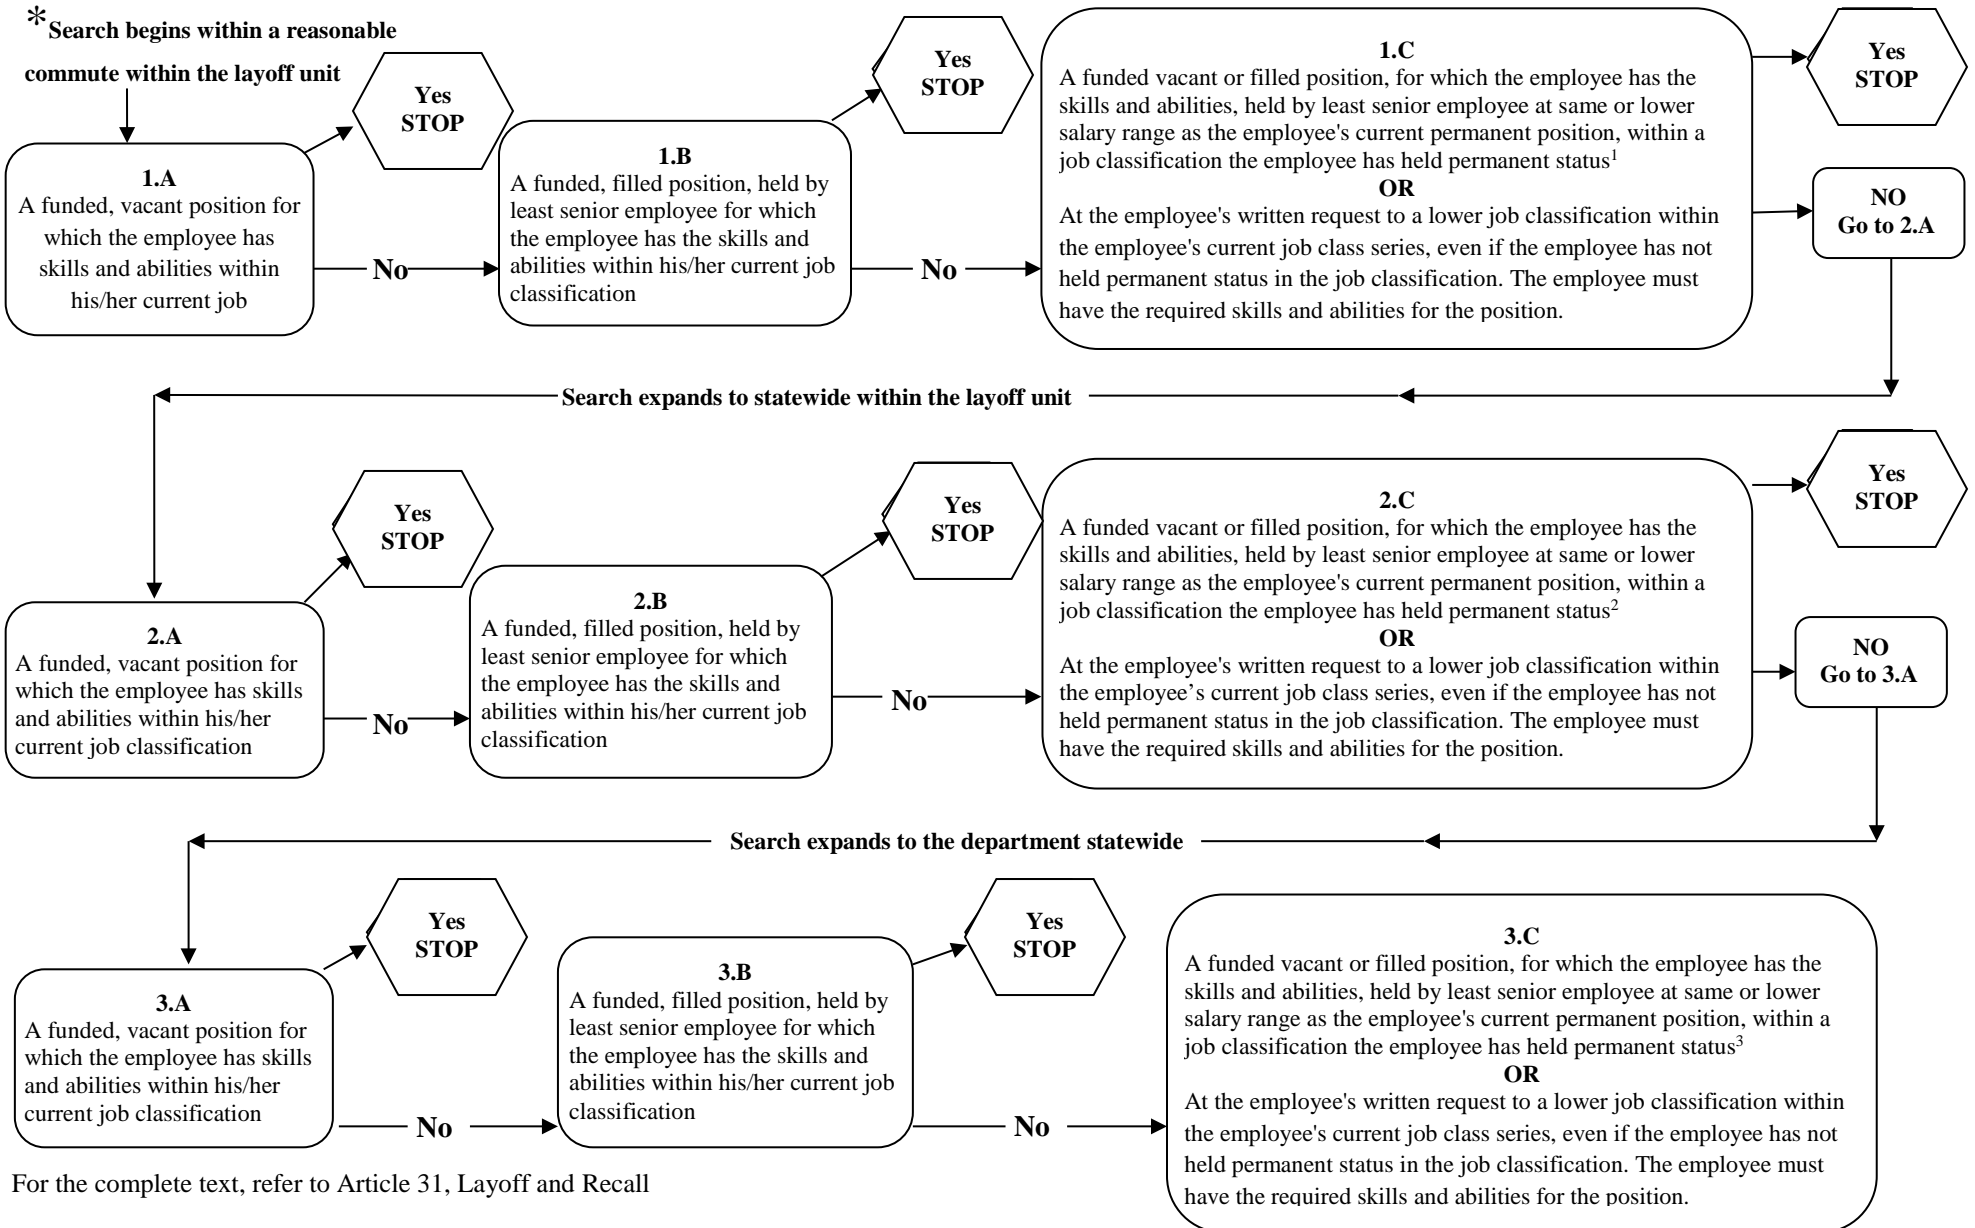 *Search begins within a reasonable
commute within the layoff unit
Yes
STOP
1.A
A funded, vacant position for
which the employee has
skills and abilities within
his/her current job
No
Yes
STOP
1.B
A funded, filled position, held by
least senior employee for which
the employee has the skills and
abilities within his/her current job
classification
No
1.C
A funded vacant or filled position, for which the employee has the
skills and abilities, held by least senior employee at same or lower
salary range as the employee's current permanent position, within a
job classification the employee has held permanent status¹
OR
At the employee's written request to a lower job classification within
the employee's current job class series, even if the employee has not
held permanent status in the job classification. The employee must
have the required skills and abilities for the position.
Yes
STOP
NO
Go to 2.A
Search expands to statewide within the layoff unit
Yes
STOP
2.A
A funded, vacant position for
which the employee has skills
and abilities within his/her
current job classification
No
Yes
STOP
2.B
A funded, filled position, held by
least senior employee for which
the employee has the skills and
abilities within his/her current job
classification
No
2.C
A funded vacant or filled position, for which the employee has the
skills and abilities, held by least senior employee at same or lower
salary range as the employee's current permanent position, within a
job classification the employee has held permanent status²
OR
At the employee's written request to a lower job classification within
the employee’s current job class series, even if the employee has not
held permanent status in the job classification. The employee must
have the required skills and abilities for the position.
Yes
STOP
NO
Go to 3.A
Search expands to the department statewide
Yes
STOP
3.A
A funded, vacant position for
which the employee has skills
and abilities within his/her
current job classification
No
Yes
STOP
3.B
A funded, filled position, held by
least senior employee for which
the employee has the skills and
abilities within his/her current job
classification
No
3.C
A funded vacant or filled position, for which the employee has the
skills and abilities, held by least senior employee at same or lower
salary range as the employee's current permanent position, within a
job classification the employee has held permanent status³
OR
At the employee's written request to a lower job classification within
the employee's current job class series, even if the employee has not
held permanent status in the job classification. The employee must
have the required skills and abilities for the position.
For the complete text, refer to Article 31, Layoff and Recall